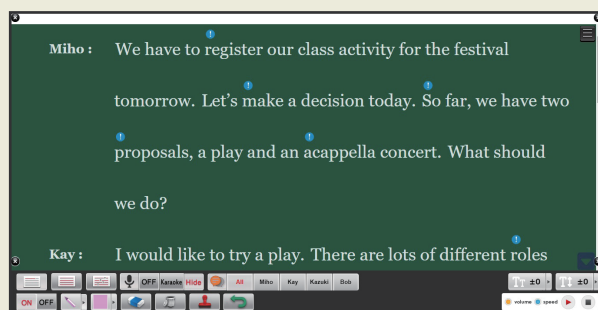 Miho : We have to register our class activity for the festival
tomorrow. Let's make a decision today. So far, we have two
proposals, a play and an acappella concert. What should
we do?
Kay : I would like to try a play. There are lots of different roles
OFF Karaoke Hide All Miho Kay Kazuki Bob ±0 ±0
ON OFF volume speed